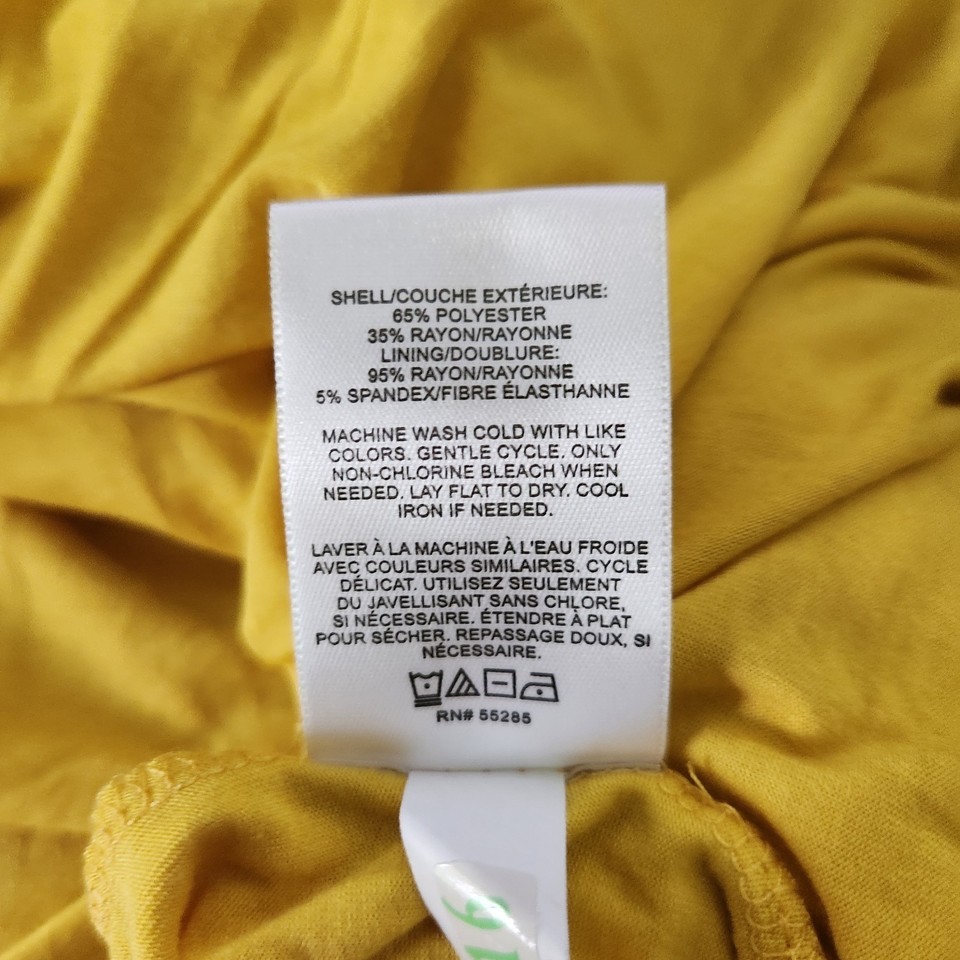 SHELL/COUCHE EXTÉRIEURE:
65% POLYESTER
35% RAYON/RAYONNE
LINING/DOUBLURE:
95% RAYON/RAYONNE
5% SPANDEX/FIBRE ÉLASTHANNE
MACHINE WASH COLD WITH LIKE
COLORS. GENTLE CYCLE. ONLY
NON-CHLORINE BLEACH WHEN
NEEDED. LAY FLAT TO DRY. COOL
IRON IF NEEDED.
LAVER À LA MACHINE À L'EAU FROIDE
AVEC COULEURS SIMILAIRES. CYCLE
DÉLICAT. UTILISEZ SEULEMENT
DU JAVELLISANT SANS CHLORE,
SI NÉCESSAIRE. ÉTENDRE À PLAT
POUR SÉCHER. REPASSAGE DOUX, SI
NÉCESSAIRE.
RN# 55285
16